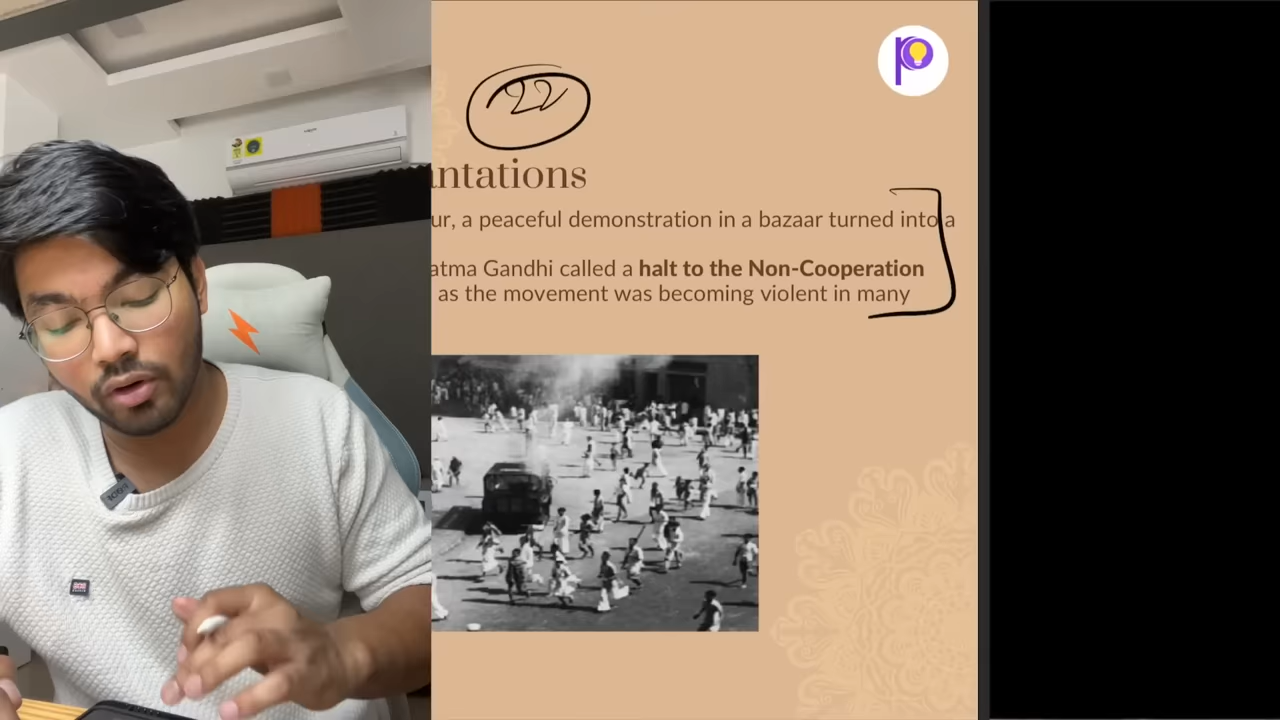 22
ntations
ur, a peaceful demonstration in a bazaar turned into a
atma Gandhi called a halt to the Non-Cooperation
as the movement was becoming violent in many